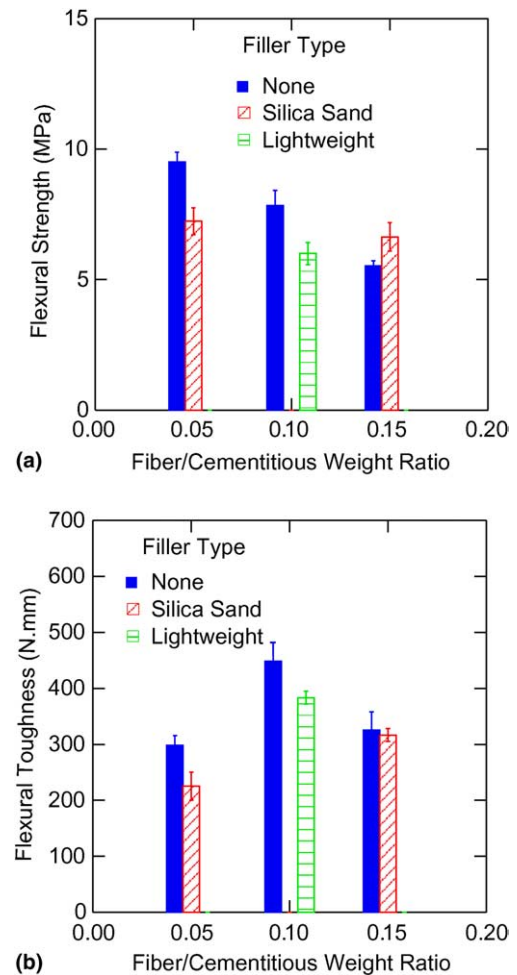 15
Filler Type
None
Silica Sand
Lightweight
10
5
0
Flexural Strength (MPa)
0.00 0.05 0.10 0.15 0.20
(a) Fiber/Cementitious Weight Ratio
700
Filler Type
600
None
Silica Sand
500
Lightweight
400
300
200
100
0
Flexural Toughness (N.mm)
0.00 0.05 0.10 0.15 0.20
(b) Fiber/Cementitious Weight Ratio